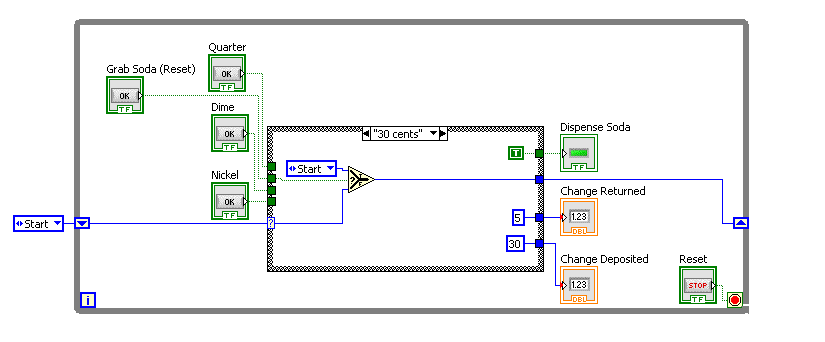 Quarter
Grab Soda (Reset)
OK
TF
OK
TF
Dime
OK
TF
"30 cents"
Dispense Soda
T
TF
Start
?
T
F
Nickel
OK
TF
Change Returned
5
1.23
DBL
Start
?
30
Change Deposited
Reset
1.23
DBL
STOP
TF
i